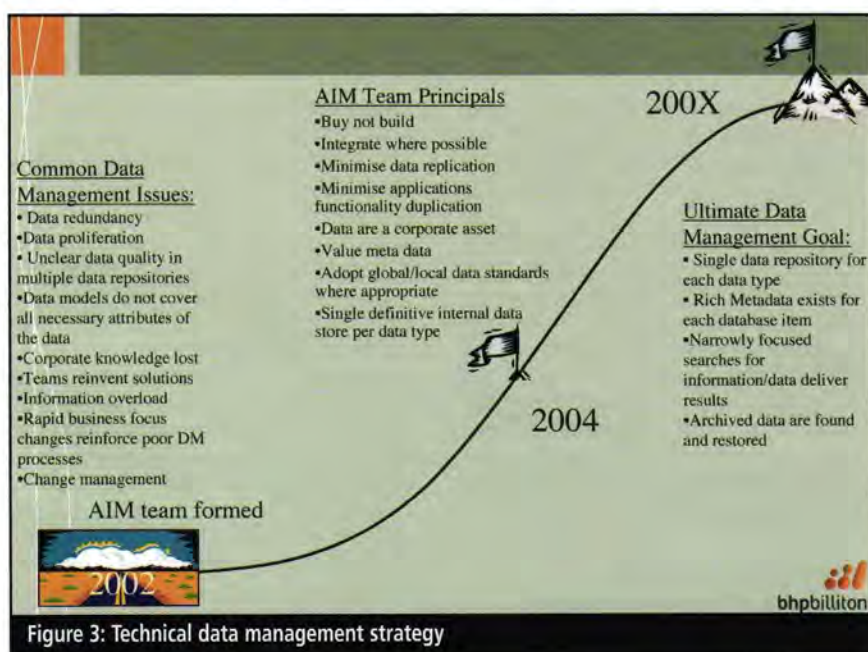 Common Data
Management Issues:
• Data redundancy
•Data proliferation
• Unclear data quality in
multiple data repositories
•Data models do not cover
all necessary attributes of
the data
•Corporate knowledge lost
•Teams reinvent solutions
•Information overload
•Rapid business focus
changes reinforce poor DM
processes
•Change management
AIM team formed
2002
AIM Team Principals
•Buy not build
•Integrate where possible
•Minimise data replication
•Minimise applications
functionality duplication
•Data are a corporate asset
•Value meta data
•Adopt global/local data standards
where appropriate
•Single definitive internal data
store per data type
2004
200X
Ultimate Data
Management Goal:
• Single data repository for
each data type
• Rich Metadata exists for
each database item
•Narrowly focused
searches for
information/data deliver
results
•Archived data are found
and restored
bhpbilliton
Figure 3: Technical data management strategy